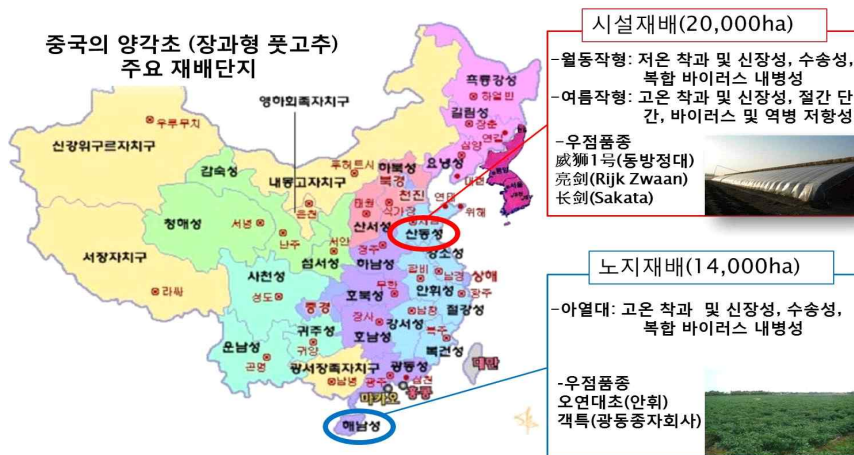 중국의 양각초 (장과형 풋고추)
주요 재배단지
시설재배(20,000ha)
-월동작형: 저온 착과 및 신장성, 수송성,
복합 바이러스 내병성
-여름작형: 고온 착과 및 신장성, 절간 단
간, 바이러스 및 역병 저항성
-우점품종
威狮1号(동방정대)
亮剑(Rijk Zwaan)
长剑(Sakata)
노지재배(14,000ha)
-아열대: 고온 착과 및 신장성, 수송성,
복합 바이러스 내병성
-우점품종
오연대초(안휘)
객특(광동종자회사)
흑룡강성
하얼빈
영하회족자치구
길림성
장춘
연길
우루무치
신강위구르자치구
심양
요녕성
후허트시
하북성
감숙성
내몽고자치구
북경
대련
천진
연대
위해
은천
태원
석가장
청해성
서녕
산서성
산동성
난주
서안
정주
강소성
서장자치구
섬서성
하남성
합비
남경
상해
사천성
안휘성
라싸
성도
호북성
무한
항주
중경
절강성
남창
장사
강서성
귀주성
호남성
복주
운남성
귀양
복건성
곤명
광동성
대만
광서장족자치구
남녕
광주
심천
홍콩
마카오
해남성